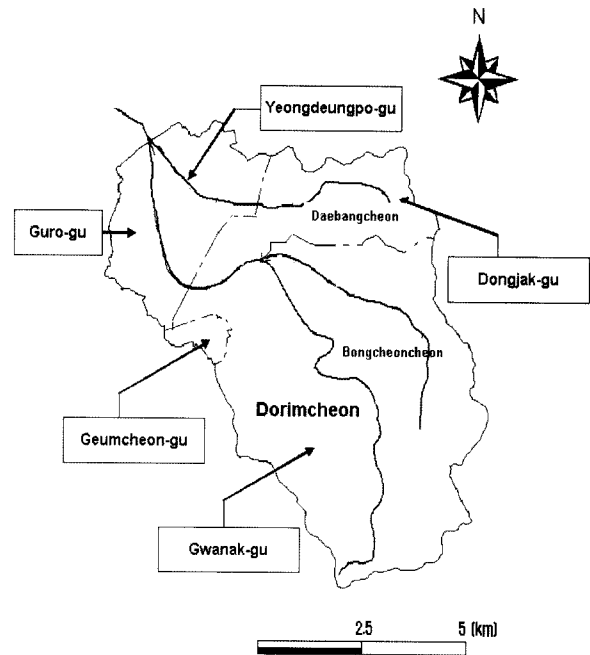 N
Yeongdeungpo-gu
Daebangcheon
Guro-gu
Dongjak-gu
Bongcheoncheon
Dorimcheon
Geumcheon-gu
Gwanak-gu
2.5 5 (km)